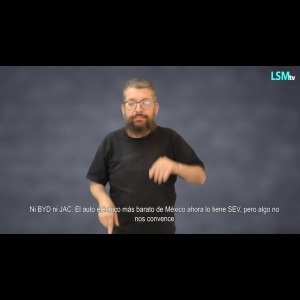 LSMtv
Ni BYD ni JAC. El auto eléctrico más barato de México ahora lo tiene SEV, pero algo no
nos convence